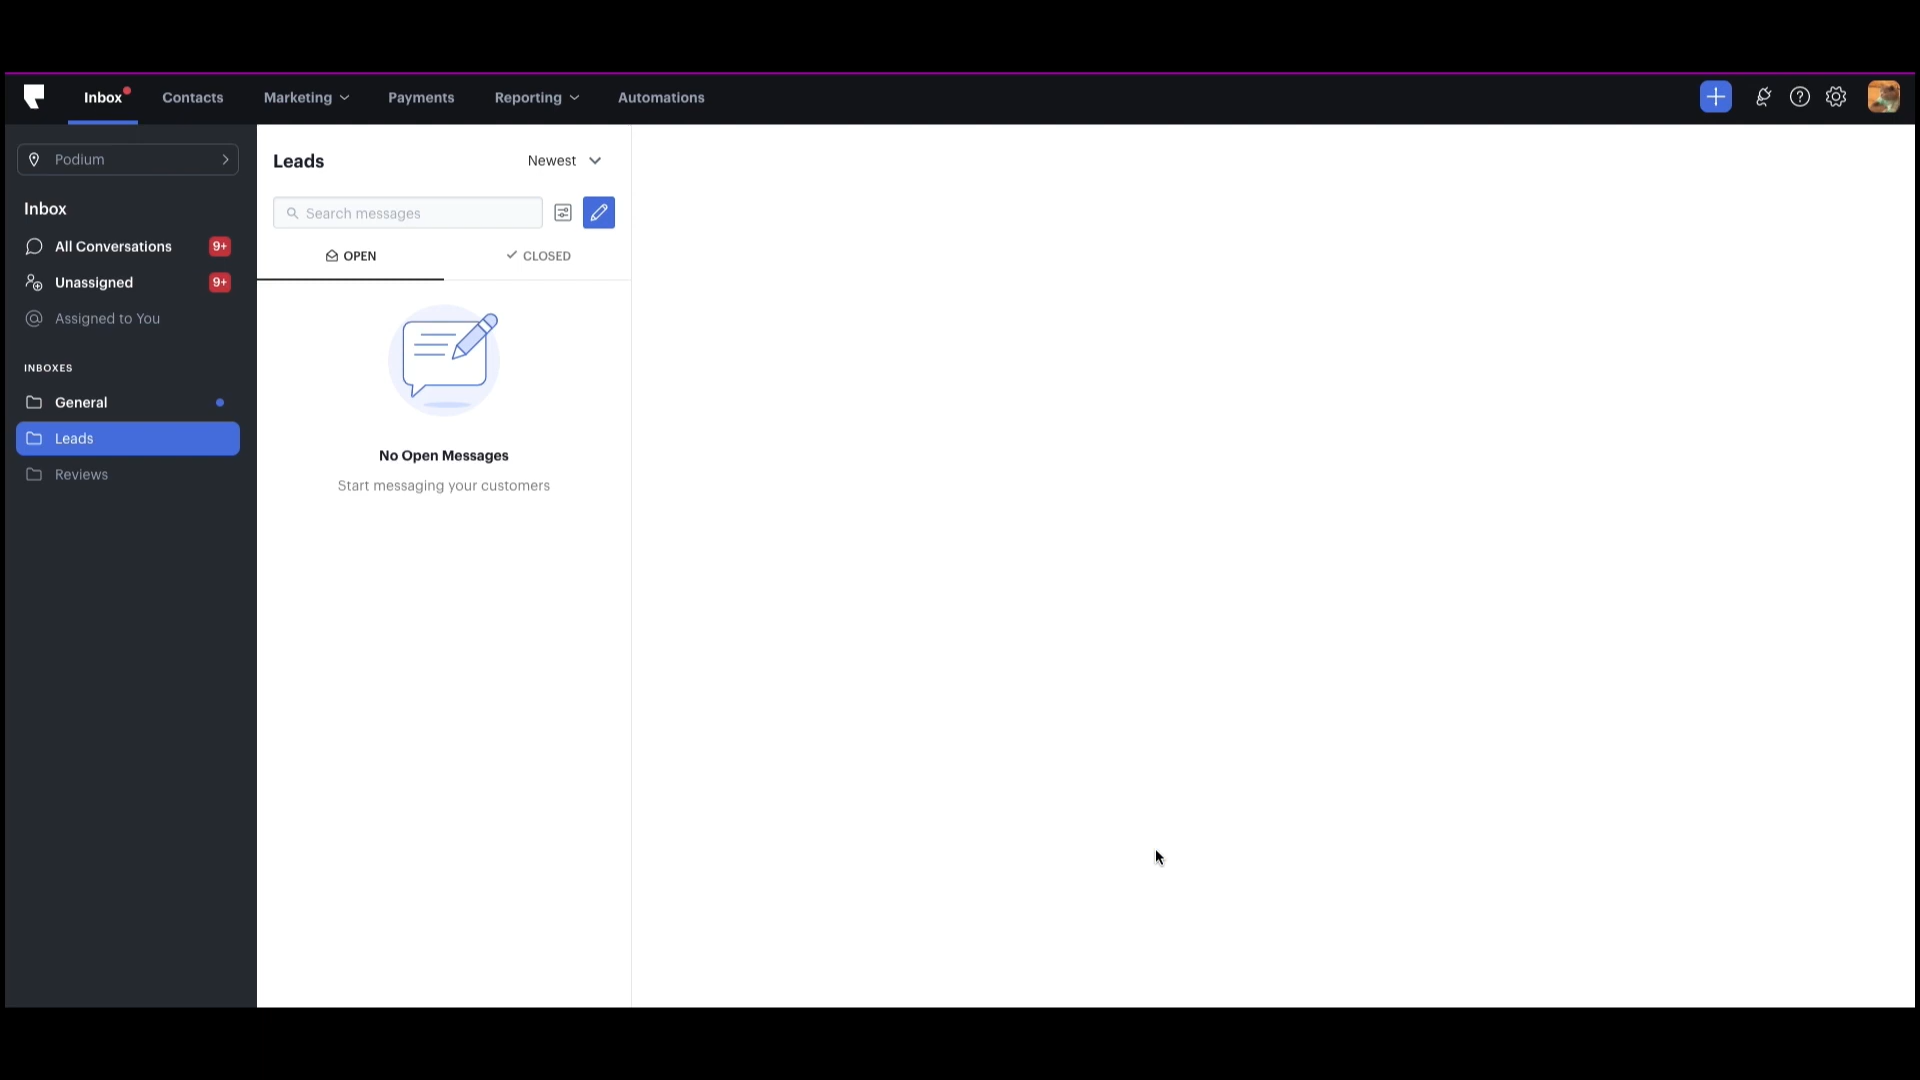 Inbox
Contacts
Marketing
Payments
Reporting
Automations
Podium
Inbox
All Conversations 9+
Unassigned 9+
Assigned to You
INBOXES
General
Leads
Reviews
Leads
Newest
Search messages
OPEN
CLOSED
No Open Messages
Start messaging your customers